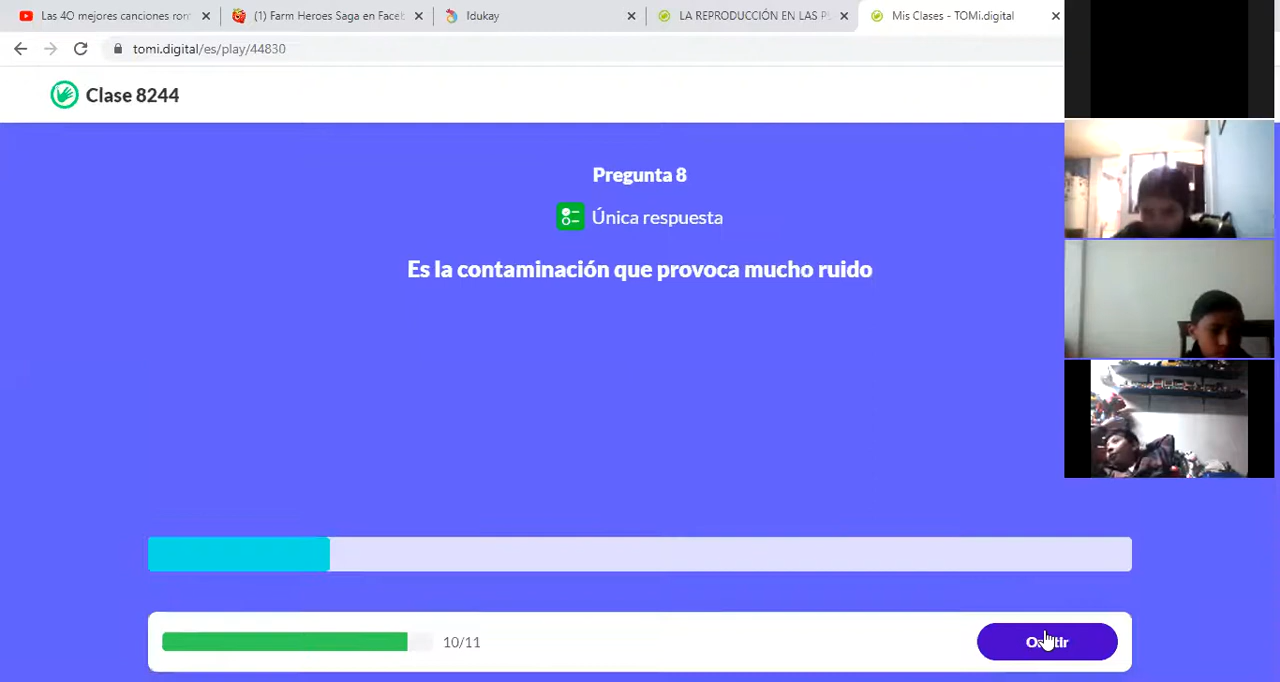 Las 40 mejores canciones rom
(1) Farm Heroes Saga en Faceb
Idukay
LA REPRODUCCIÓN EN LAS P
Mis Clases - TOMi.digital
tomi.digital/es/play/44830
Clase 8244
Pregunta 8
Única respuesta
Es la contaminación que provoca mucho ruido
10/11